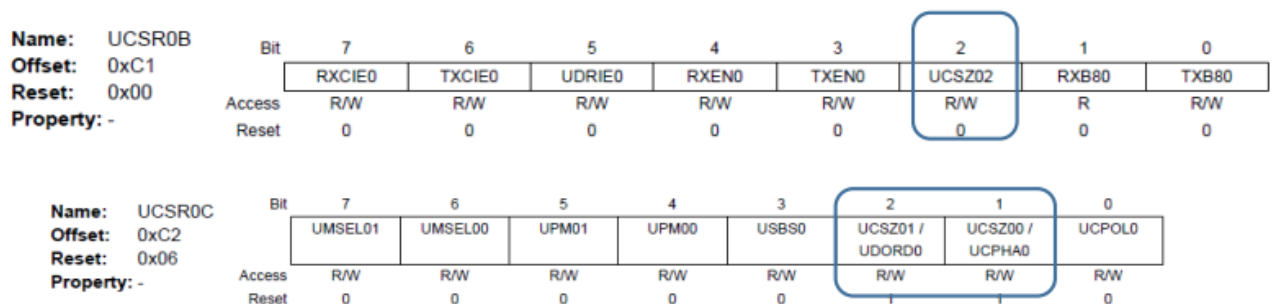 Name: UCSR0B
Offset: 0xC1
Reset: 0x00
Property: -
Bit 7 6 5 4 3 2 1 0
RXCIE0 TXCIE0 UDRIE0 RXEN0 TXEN0 UCSZ02 RXB80 TXB80
Access R/W R/W R/W R/W R/W R/W R R/W
Reset 0 0 0 0 0 0 0 0
Name: UCSR0C
Offset: 0xC2
Reset: 0x06
Property: -
Bit 7 6 5 4 3 2 1 0
UMSEL01 UMSEL00 UPM01 UPM00 USBS0 UCSZ01 / UCSZ00 / UCPOL0
UDORD0 UCPHA0
Access R/W R/W R/W R/W R/W R/W R/W R/W
Reset 0 0 0 0 0 1 1 0